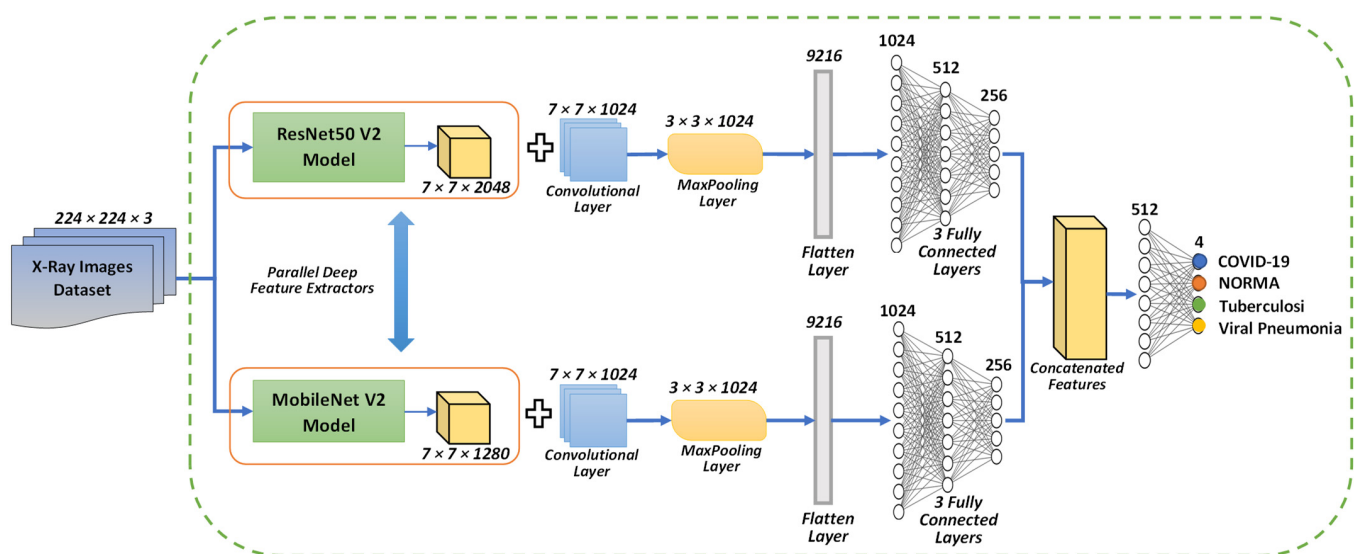 224 × 224 × 3
X-Ray Images
Dataset
ResNet50 V2
Model
7 × 7 × 2048
Parallel Deep
Feature Extractors
MobileNet V2
Model
7 × 7 × 1280
7 × 7 × 1024
Convolutional
Layer
3 × 3 × 1024
MaxPooling
Layer
9216
Flatten
Layer
1024
512
256
3 Fully
Connected
Layers
7 × 7 × 1024
Convolutional
Layer
3 × 3 × 1024
MaxPooling
Layer
9216
Flatten
Layer
1024
512
256
3 Fully
Connected
Layers
Concatenated
Features
512
4
COVID-19
NORMA
Tuberculosi
Viral Pneumonia